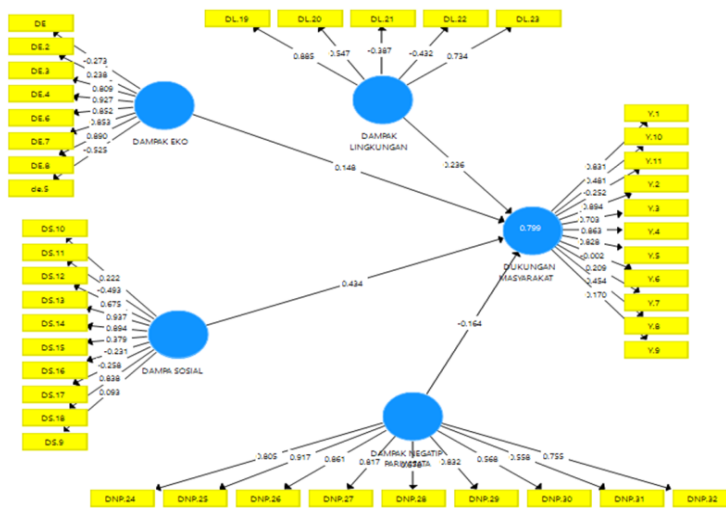 DE
DE.2
DE.3
DE.4
DE.6
DE.7
DE.8
de.5
-0.273
0.238
0.809
0.927
0.852
0.853
0.890
-0.525
DAMPAK EKO
DL.19
DL.20
DL.21
DL.22
DL.23
0.885
0.547
-0.387
-0.432
0.734
DAMPAK
LINGKUNGAN
0.148
0.236
DS.10
DS.11
DS.12
DS.13
DS.14
DS.15
DS.16
DS.17
DS.18
DS.9
0.222
-0.493
0.675
0.937
0.894
0.379
-0.231
-0.258
0.838
0.093
DAMPA SOSIAL
0.434
-0.164
0.799
DUKUNGAN
MASYARAKAT
Y.1
Y.10
Y.11
Y.2
Y.3
Y.4
Y.5
Y.6
Y.7
Y.8
Y.9
0.831
0.481
-0.252
0.894
0.703
0.863
0.828
-0.002
0.209
0.454
0.170
DAMPAK NEGATIP
PARIWISATA
0.805
0.917
0.861
0.817
0.832
0.568
0.558
0.755
DNP.24
DNP.25
DNP.26
DNP.27
DNP.28
DNP.29
DNP.30
DNP.31
DNP.32